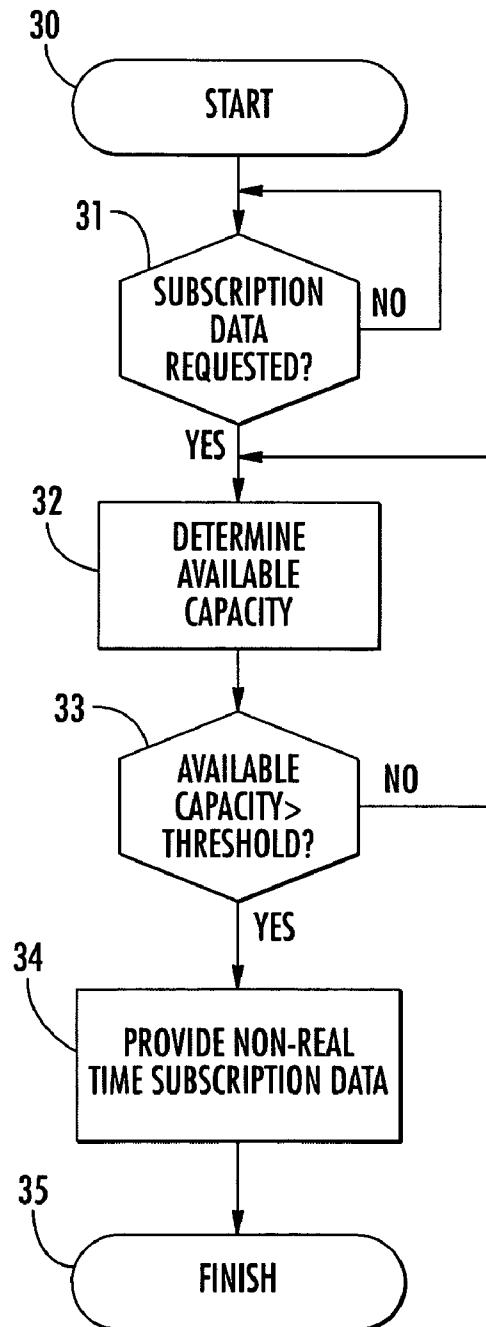 30
START
31
SUBSCRIPTION
DATA
REQUESTED?
NO
YES
32
DETERMINE
AVAILABLE
CAPACITY
33
AVAILABLE
CAPACITY>
THRESHOLD?
NO
YES
34
PROVIDE NON-REAL
TIME SUBSCRIPTION DATA
35
FINISH